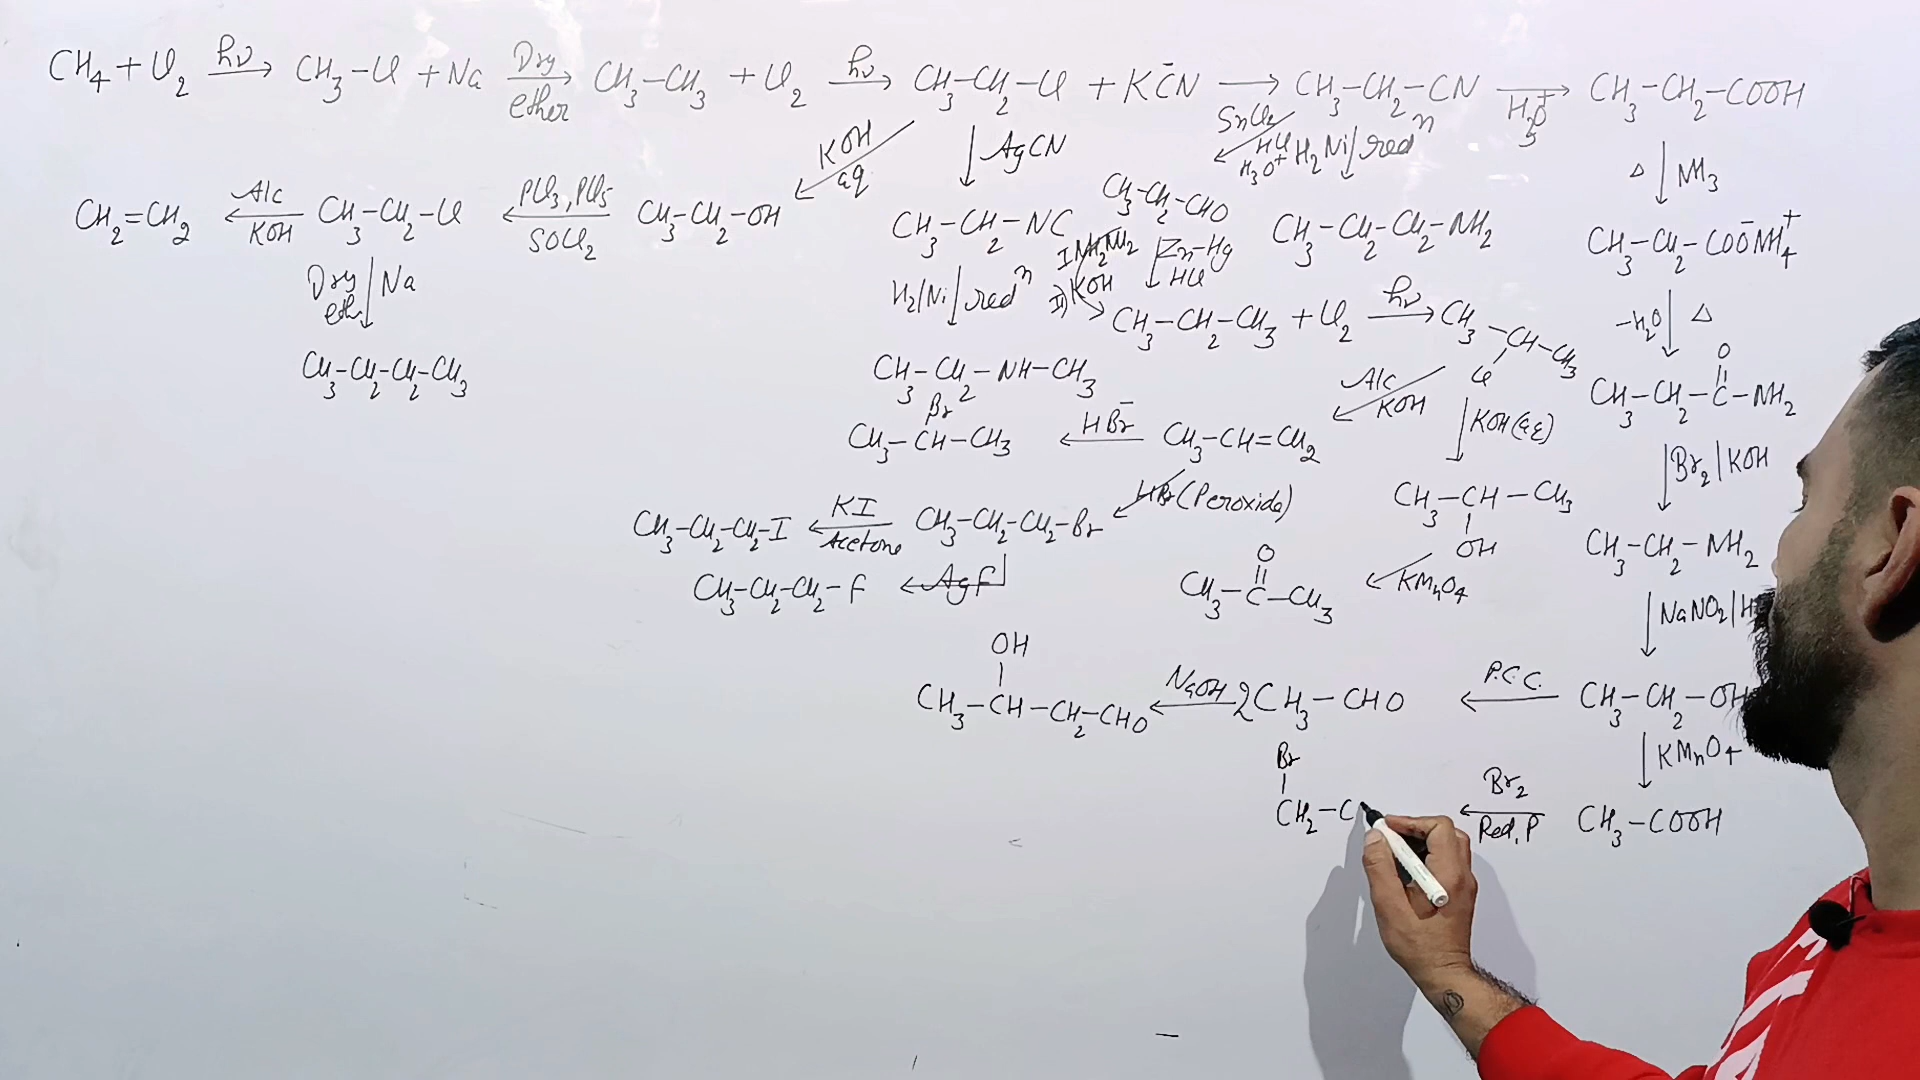 CH4 + Cl2 —hν→ CH3-Cl + Na —Dry ether→ CH3-CH3 + Cl2 —hν→ CH3-CH2-Cl + KC̄N → CH3-CH2-CN —H3O+→ CH3-CH2-COOH
KOH aq
↓ AgCN
SnCl2 HCl H3O+
H2 Ni ↓ redn
Δ ↓ NH3
CH2=CH2 ←Alc KOH— CH3-CH2-Cl ←PCl3, PCl5 SOCl2— CH3-CH2-OH
CH3-CH2-NC
CH3-CH2-CHO
CH3-CH2-CH2-NH2
CH3-CH2-COŌNH4+
Dry eth. ↓ Na
H2/Ni ↓ redn
I NH2NH2
II) KOH
↓ Zn-Hg HCl
-H2O ↓ Δ
CH3-CH2-CH3 + Cl2 —hν→ CH3-CH-CH3
Cl
CH3-CH2-CH2-CH3
CH3-CH2-NH-CH3
Alc KOH
↓ KOH(aq)
O
CH3-CH2-C-NH2
Br
CH3-CH-CH3 ←HBr̄— CH3-CH=CH2
↓ Br2/KOH
HBr (Peroxide)
CH3-CH2-CH2-I ←KI Acetone— CH3-CH2-CH2-Br
CH3-CH-CH3
OH
CH3-CH2-NH2
CH3-CH2-CH2-F ← AgF
O
CH3-C-CH3 ← KMnO4
↓ NaNO2/H
OH
CH3-CH-CH2-CHO ←NaOH— 2CH3-CHO ←P.C.C.— CH3-CH2-OH
↓ KMnO4
Br
CH2-C ←Br2 Red.P— CH3-COOH